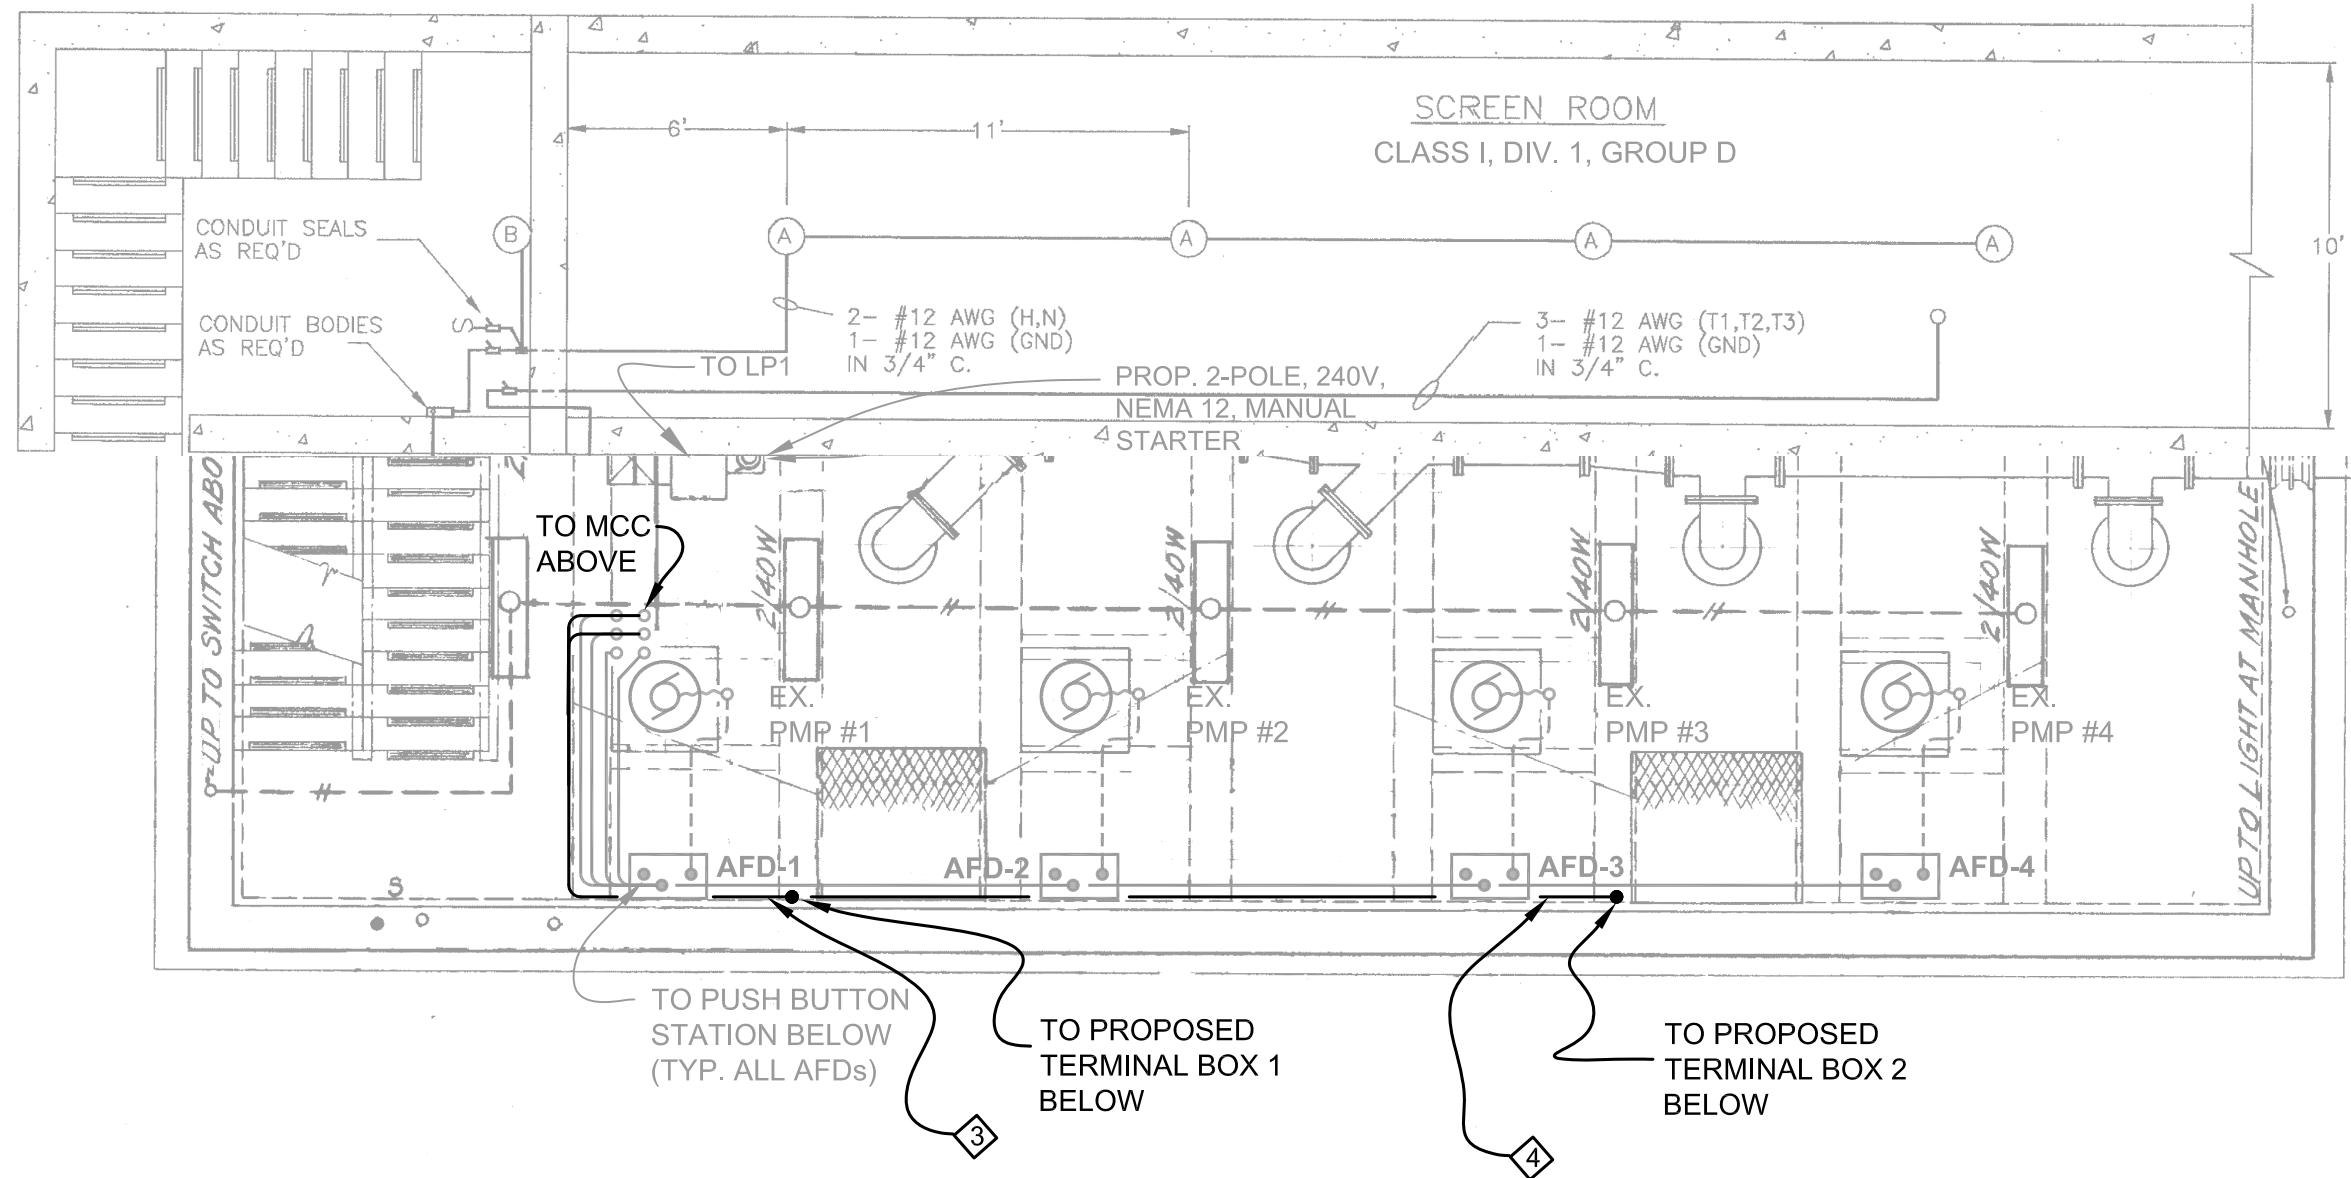 SCREEN ROOM
CLASS I, DIV. 1, GROUP D
6'
11'
10'
CONDUIT SEALS
AS REQ'D
B
A
A
A
A
CONDUIT BODIES
AS REQ'D
S
2- #12 AWG (H,N)
1- #12 AWG (GND)
IN 3/4" C.
3- #12 AWG (T1,T2,T3)
1- #12 AWG (GND)
IN 3/4" C.
TO LP1
PROP. 2-POLE, 240V,
NEMA 12, MANUAL
STARTER
UP TO SWITCH ABO
TO MCC
ABOVE
2/40W
2/40W
2/40W
2/40W
UP TO LIGHT AT MANHOLE
EX.
PMP #1
EX.
PMP #2
EX.
PMP #3
EX.
PMP #4
AFD-1
AFD-2
AFD-3
AFD-4
S
TO PUSH BUTTON
STATION BELOW
(TYP. ALL AFDs)
TO PROPOSED
TERMINAL BOX 1
BELOW
TO PROPOSED
TERMINAL BOX 2
BELOW
3
4